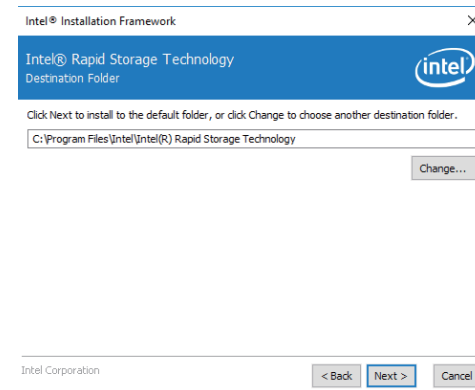 Intel® Installation Framework
Intel® Rapid Storage Technology
Destination Folder
intel
Click Next to install to the default folder, or click Change to choose another destination folder.
C:\Program Files\Intel\Intel(R) Rapid Storage Technology
Change...
Intel Corporation
< Back Next > Cancel